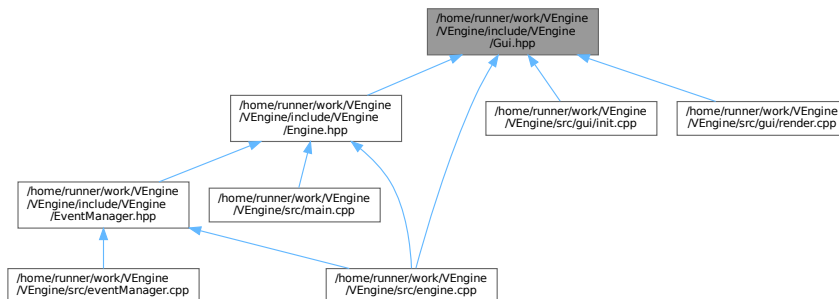 /home/runner/work/VEngine
/VEngine/include/VEngine
/Gui.hpp
/home/runner/work/VEngine
/VEngine/include/VEngine
/Engine.hpp
/home/runner/work/VEngine
/VEngine/src/gui/init.cpp
/home/runner/work/VEngine
/VEngine/src/gui/render.cpp
/home/runner/work/VEngine
/VEngine/include/VEngine
/EventManager.hpp
/home/runner/work/VEngine
/VEngine/src/main.cpp
/home/runner/work/VEngine
/VEngine/src/eventManager.cpp
/home/runner/work/VEngine
/VEngine/src/engine.cpp